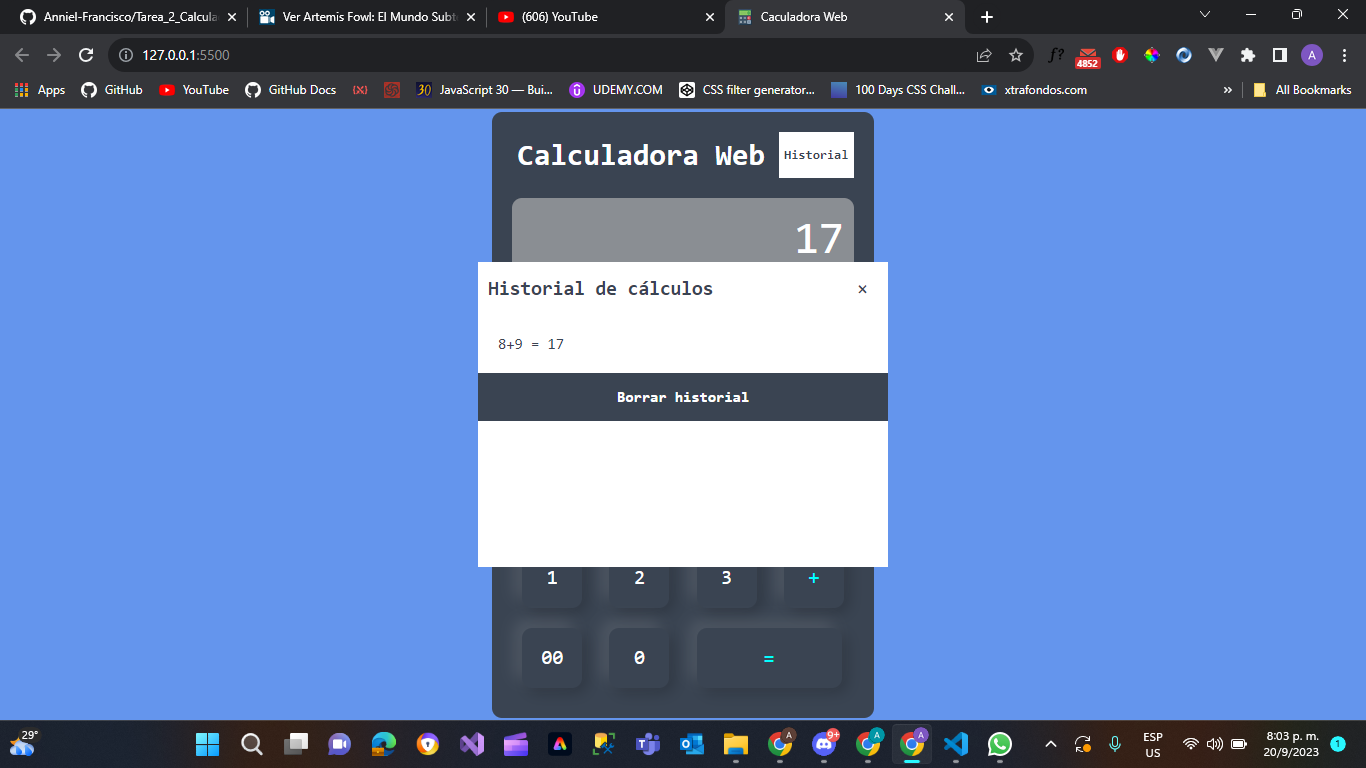 Anniel-Francisco/Tarea_2_Calcula
Ver Artemis Fowl: El Mundo Subt
(606) YouTube
Caculadora Web
127.0.0.1:5500
f?
4852
A
Apps
GitHub
YouTube
GitHub Docs
{X}
30
JavaScript 30 — Bui...
UDEMY.COM
CSS filter generator...
100 Days CSS Chall...
xtrafondos.com
»
All Bookmarks
Calculadora Web
Historial
17
Historial de cálculos
×
8+9 = 17
Borrar historial
1 2 3 +
00 0 =
29°
A
9+
A
A
ESP
US
8:03 p. m.
20/9/2023
1